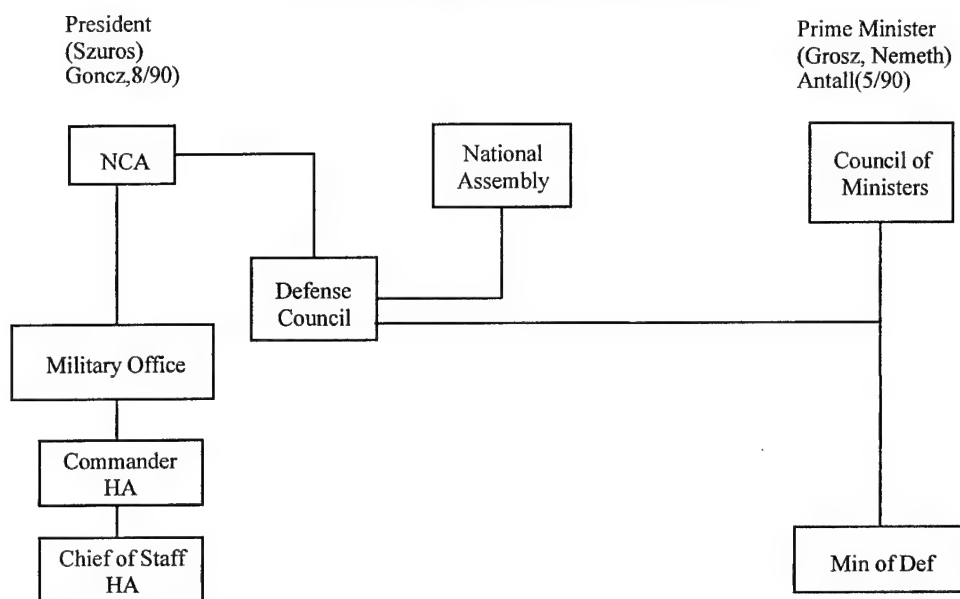 President
(Szuros)
Goncz,8/90)
Prime Minister
(Grosz, Nemeth)
Antall(5/90)
NCA
National
Assembly
Council of
Ministers
Defense
Council
Military Office
Commander
HA
Chief of Staff
HA
Min of Def